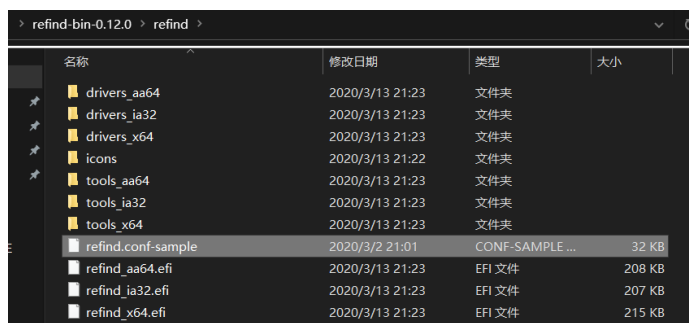 refind-bin-0.12.0 > refind >
名称 修改日期 类型 大小
drivers_aa64 2020/3/13 21:23 文件夹
drivers_ia32 2020/3/13 21:23 文件夹
drivers_x64 2020/3/13 21:23 文件夹
icons 2020/3/13 21:22 文件夹
tools_aa64 2020/3/13 21:23 文件夹
tools_ia32 2020/3/13 21:23 文件夹
tools_x64 2020/3/13 21:23 文件夹
refind.conf-sample 2020/3/2 21:01 CONF-SAMPLE ... 32 KB
refind_aa64.efi 2020/3/13 21:23 EFI 文件 208 KB
refind_ia32.efi 2020/3/13 21:23 EFI 文件 207 KB
refind_x64.efi 2020/3/13 21:23 EFI 文件 215 KB